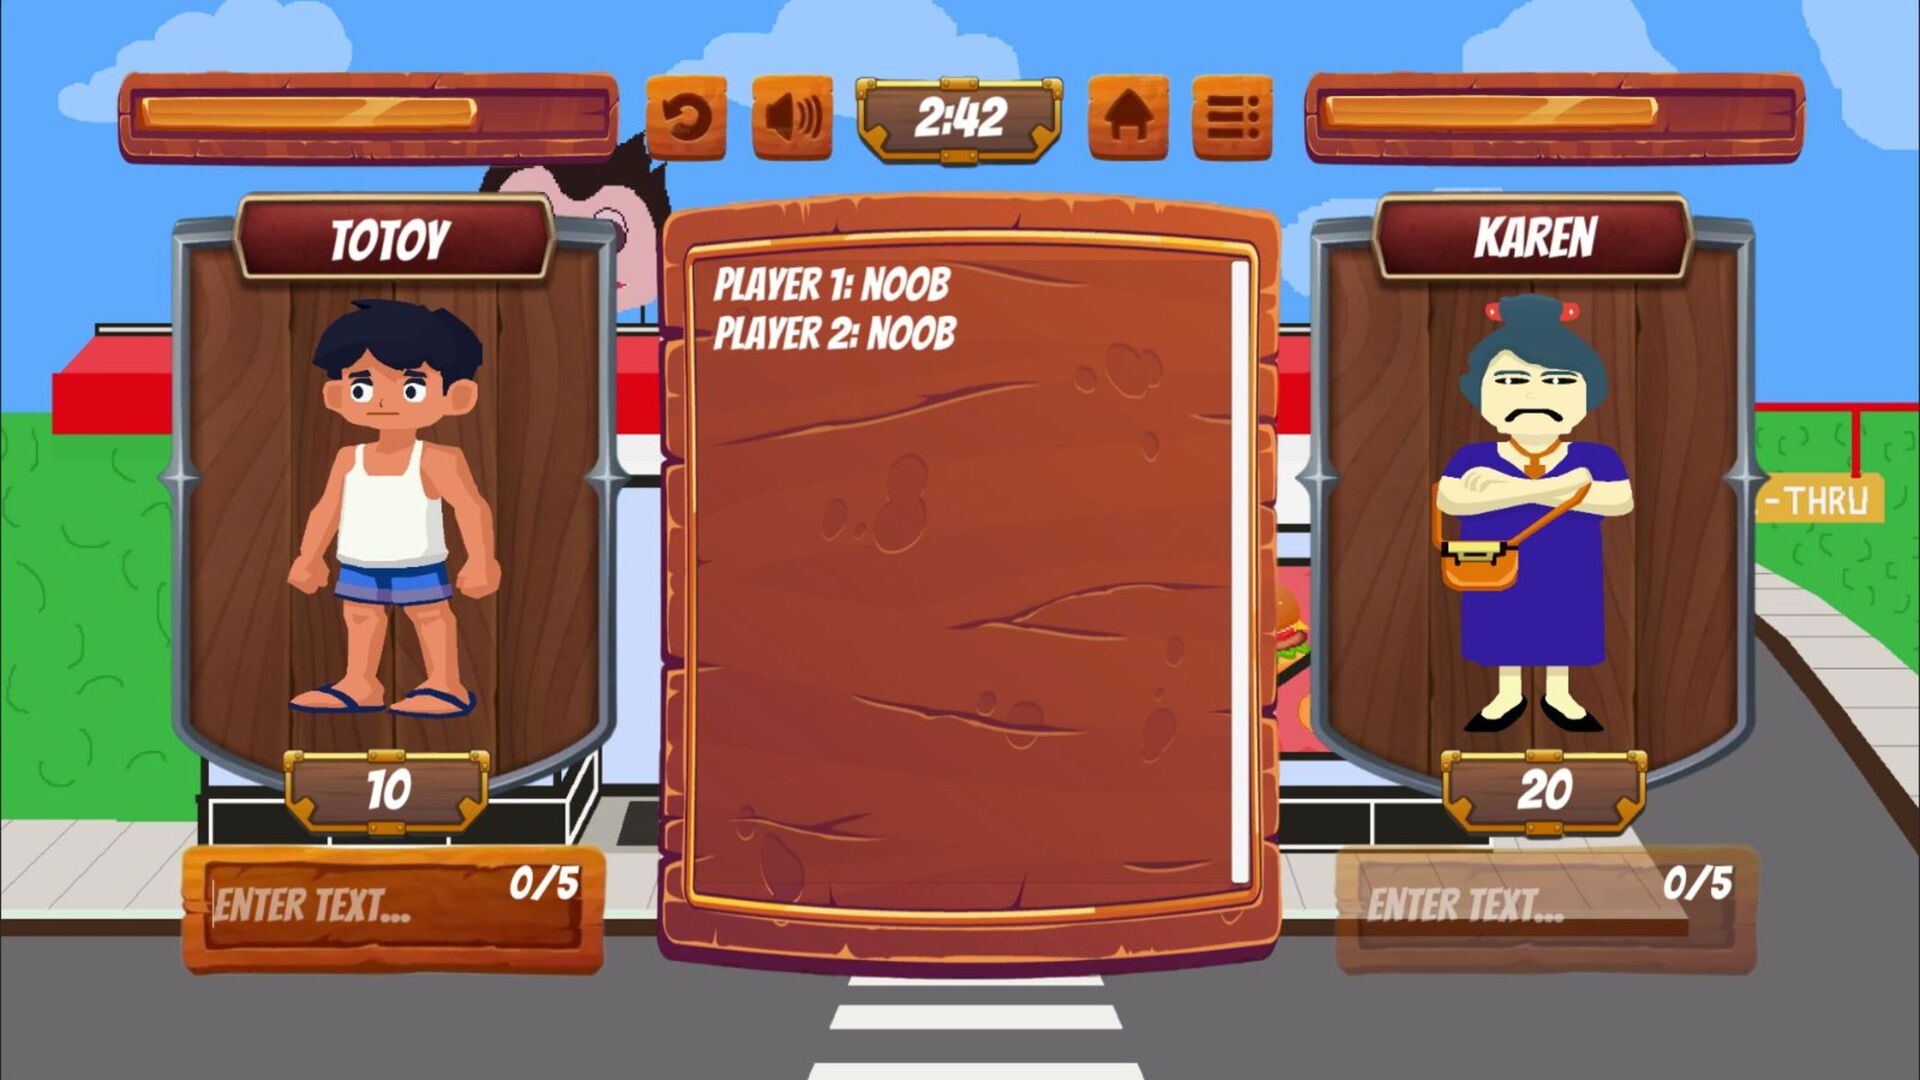 2:42
TOTOY
KAREN
PLAYER 1: NOOB
PLAYER 2: NOOB
-THRU
10
20
0/5
ENTER TEXT...
0/5
ENTER TEXT...